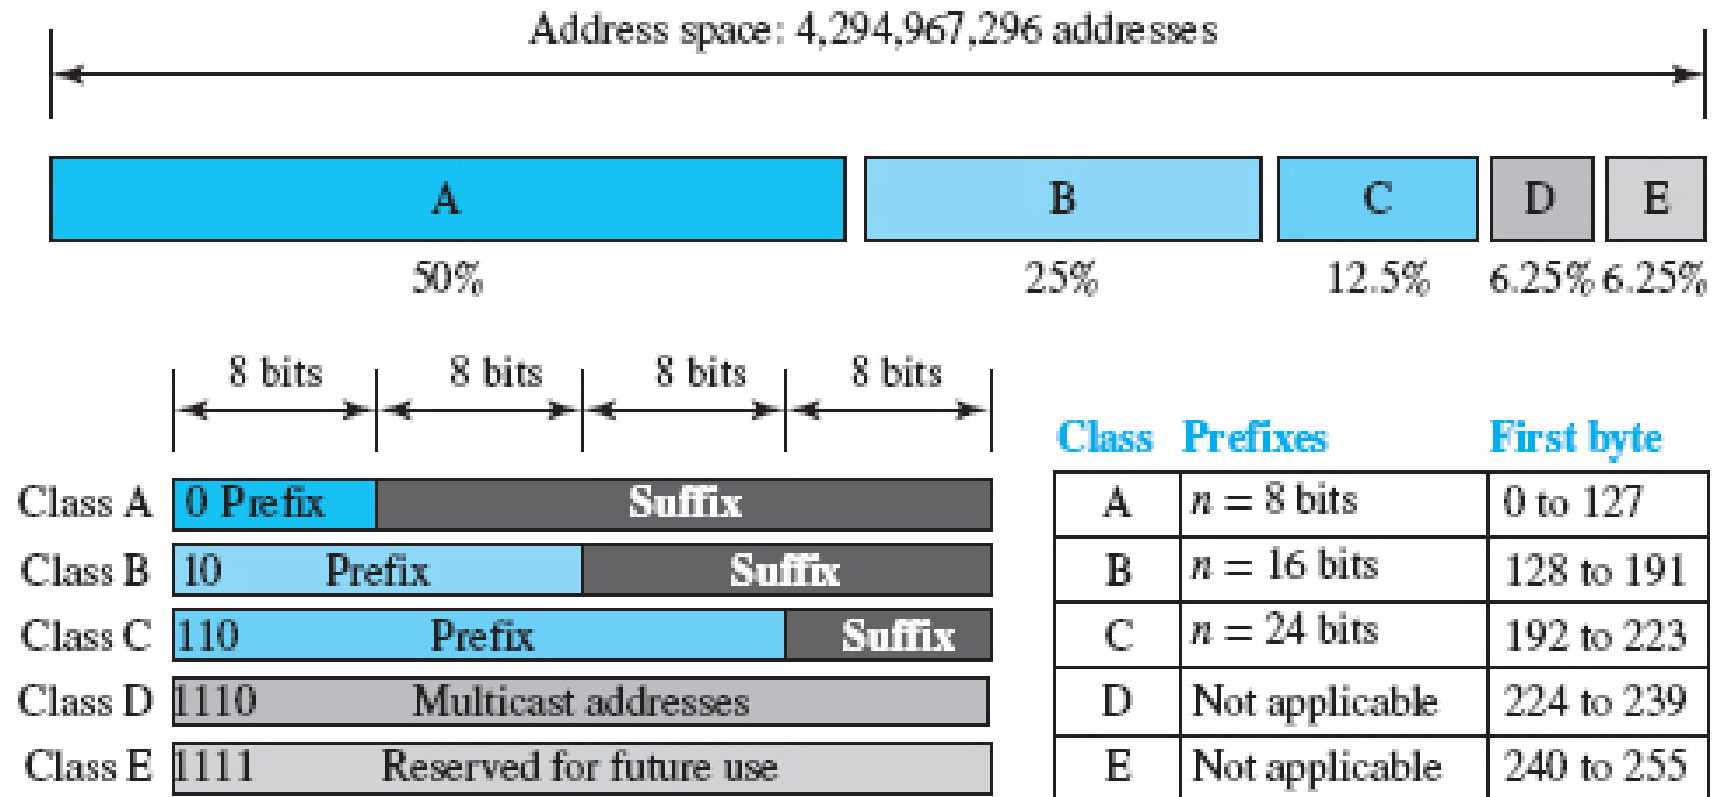 Address space: 4,294,967,296 addresses
A B C D E
50% 25% 12.5% 6.25% 6.25%
8 bits 8 bits 8 bits 8 bits
Class A 0 Prefix Suffix
Class B 10 Prefix Suffix
Class C 110 Prefix Suffix
Class D 1110 Multicast addresses
Class E 1111 Reserved for future use
Class Prefixes First byte
A n = 8 bits 0 to 127
B n = 16 bits 128 to 191
C n = 24 bits 192 to 223
D Not applicable 224 to 239
E Not applicable 240 to 255